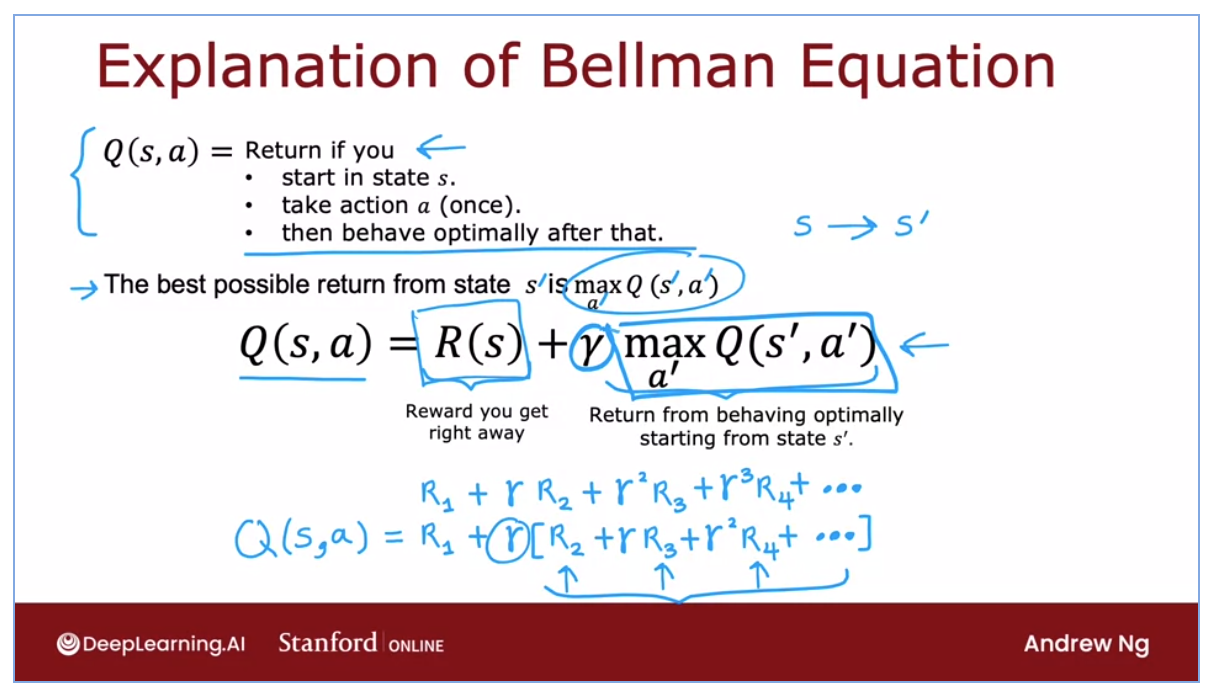 Explanation of Bellman Equation
Q(s, a) = Return if you ←
• start in state s.
• take action a (once).
• then behave optimally after that.
s → s'
→ The best possible return from state s' is max Q (s', a')
a'
Q(s, a) = R(s) + γ max Q(s', a') ←
a'
Reward you get
right away
Return from behaving optimally
starting from state s'.
R₁ + γ R₂ + γ² R₃ + γ³ R₄ + •••
Q(s,a) = R₁ + γ [R₂ + γ R₃ + γ² R₄ + •••]
DeepLearning.AI Stanford ONLINE Andrew Ng